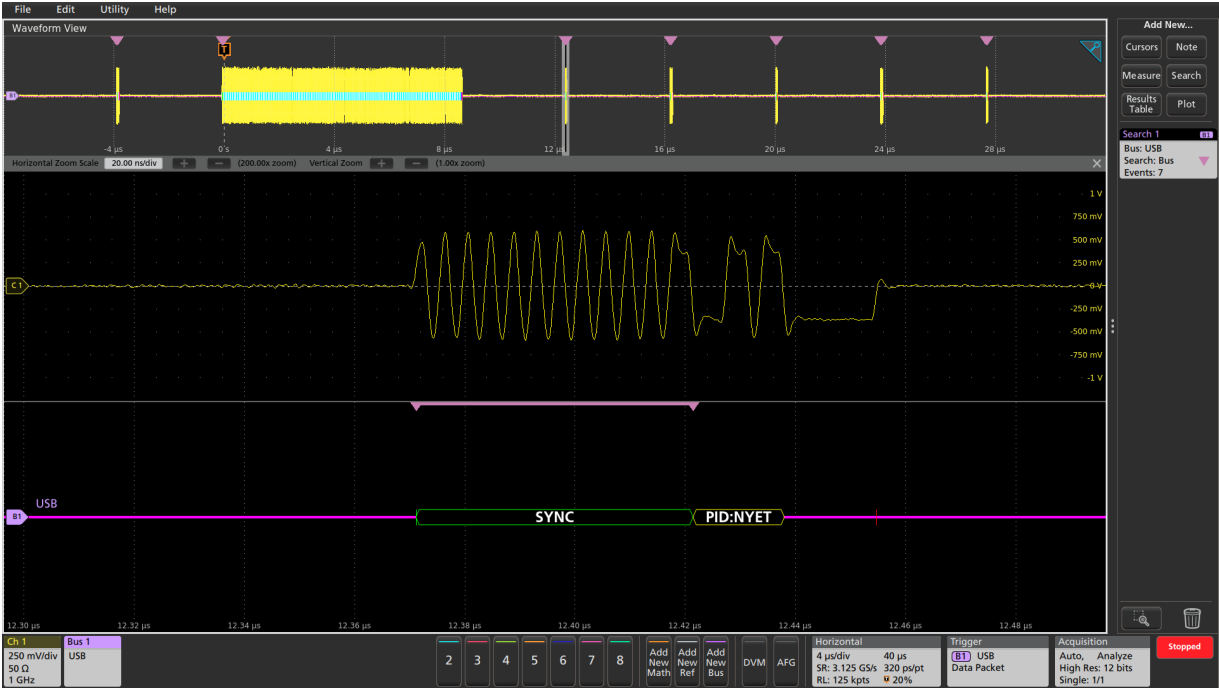 File Edit Utility Help
Waveform View
Add New...
Cursors Note
Measure Search
Results Table Plot
T
B1
-4 µs 0 s 4 µs 8 µs 12 µs 16 µs 20 µs 24 µs 28 µs
Search 1 B1
Bus: USB
Search: Bus
Events: 7
Horizontal Zoom Scale 20.00 ns/div + − (200.00x zoom) Vertical Zoom + − (1.00x zoom)
1 V
750 mV
500 mV
250 mV
C1
0 V
-250 mV
-500 mV
-750 mV
-1 V
USB
B1
SYNC PID:NYET
12.30 µs 12.32 µs 12.34 µs 12.36 µs 12.38 µs 12.40 µs 12.42 µs 12.44 µs 12.46 µs 12.48 µs
Ch 1
250 mV/div
50 Ω
1 GHz
Bus 1
USB
2 3 4 5 6 7 8
Add New Math
Add New Ref
Add New Bus
DVM AFG
Horizontal
4 µs/div 40 µs
SR: 3.125 GS/s 320 ps/pt
RL: 125 kpts 20%
Trigger
B1 USB
Data Packet
Acquisition
Auto, Analyze
High Res: 12 bits
Single: 1/1
Stopped